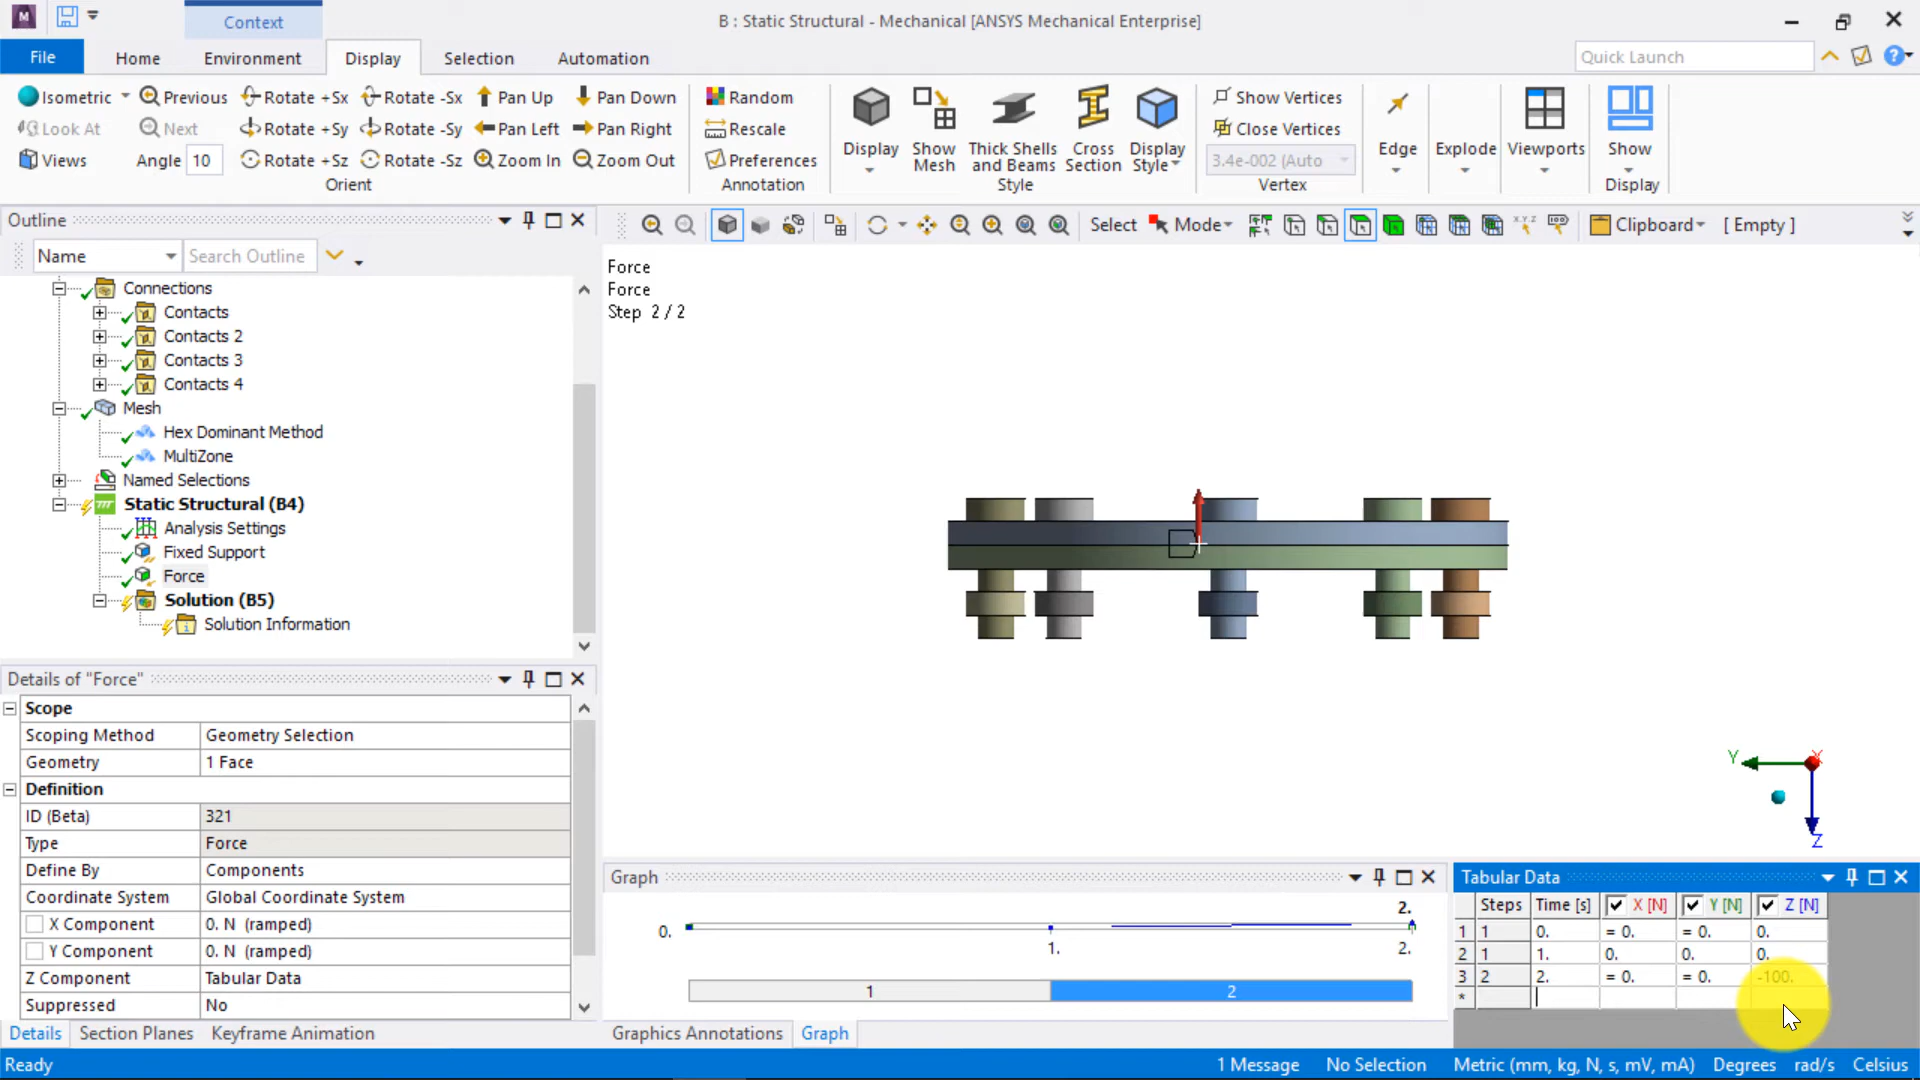 M
Context
B : Static Structural - Mechanical [ANSYS Mechanical Enterprise]
File
Home
Environment
Display
Selection
Automation
Quick Launch
Isometric
Previous
Rotate +Sx
Rotate -Sx
Pan Up
Pan Down
Random
Look At
Next
Rotate +Sy
Rotate -Sy
Pan Left
Pan Right
Rescale
Views
Angle 10
Rotate +Sz
Rotate -Sz
Zoom In
Zoom Out
Preferences
Orient
Annotation
Display
Show Mesh
Thick Shells and Beams
Cross Section
Display Style
Style
Show Vertices
Close Vertices
3.4e-002 (Auto
Vertex
Edge
Explode
Viewports
Show
Display
Outline
Name
Search Outline
Select
Mode
Clipboard
[ Empty ]
Connections
Contacts
Contacts 2
Contacts 3
Contacts 4
Mesh
Hex Dominant Method
MultiZone
Named Selections
Static Structural (B4)
Analysis Settings
Fixed Support
Force
Solution (B5)
Solution Information
Force
Force
Step 2 / 2
Y
X
Z
Details of "Force"
Scope
Scoping Method Geometry Selection
Geometry 1 Face
Definition
ID (Beta) 321
Type Force
Define By Components
Coordinate System Global Coordinate System
X Component 0. N (ramped)
Y Component 0. N (ramped)
Z Component Tabular Data
Suppressed No
Details
Section Planes
Keyframe Animation
Graph
2.
0.
1.
2.
1
2
Graphics Annotations
Graph
Tabular Data
Steps Time [s] X [N] Y [N] Z [N]
1 1 0. = 0. = 0. 0.
2 1 1. 0. 0. 0.
3 2 2. = 0. = 0. -100.
*
Ready
1 Message
No Selection
Metric (mm, kg, N, s, mV, mA)
Degrees
rad/s
Celsius